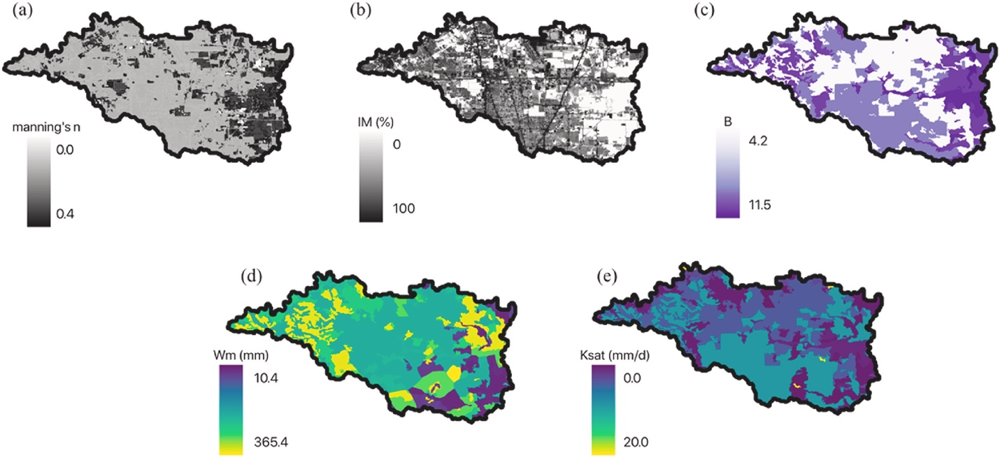 (a)
manning's n
0.0
0.4
(b)
IM (%)
0
100
(c)
B
4.2
11.5
(d)
Wm (mm)
10.4
365.4
(e)
Ksat (mm/d)
0.0
20.0